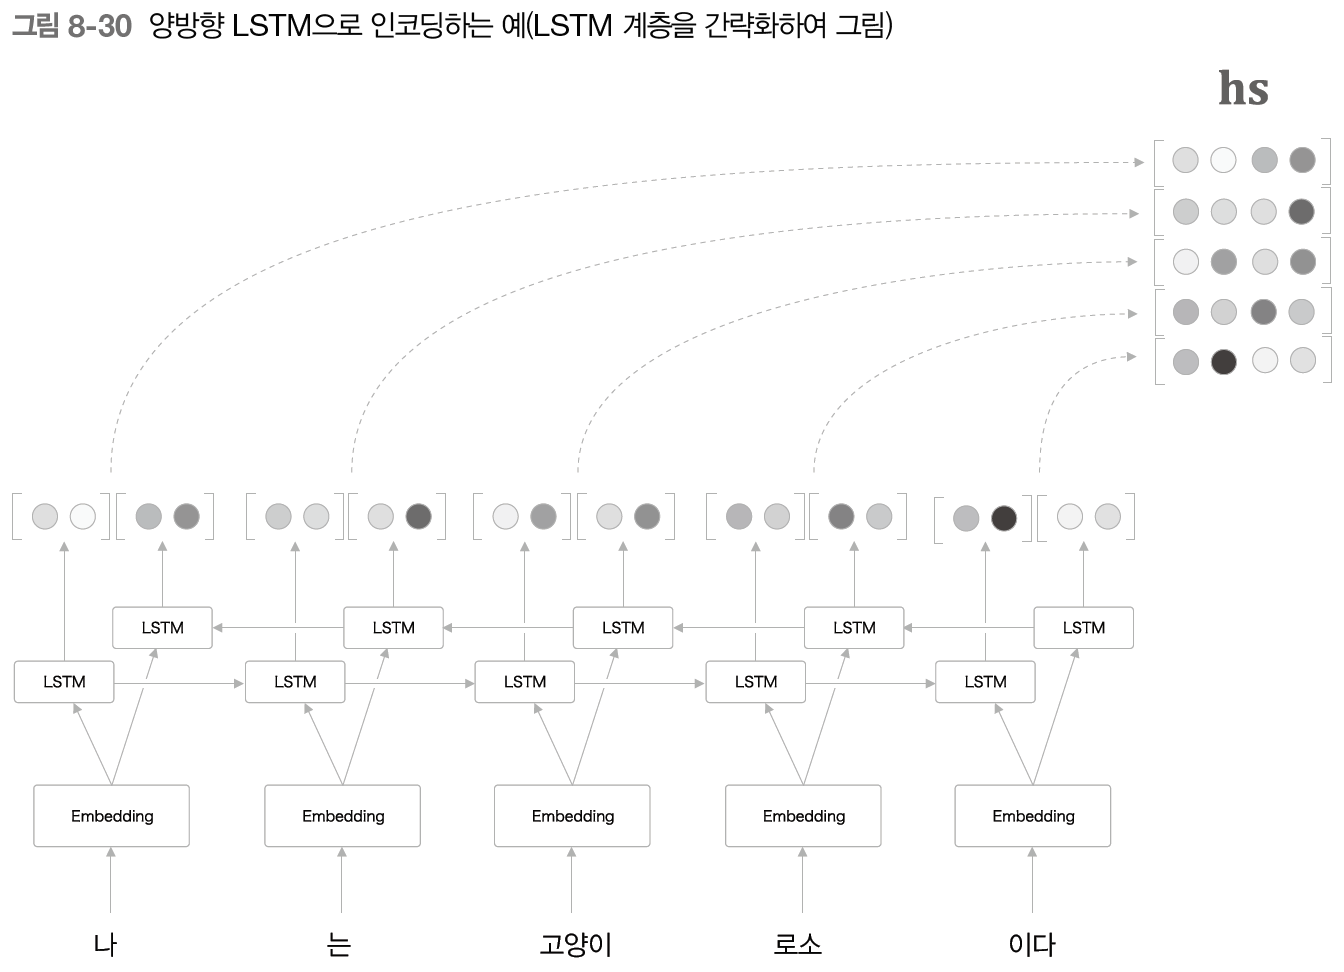 그림 8-30 양방향 LSTM으로 인코딩하는 예(LSTM 계층을 간략화하여 그림)
hs
LSTM LSTM LSTM LSTM LSTM
LSTM LSTM LSTM LSTM LSTM
Embedding Embedding Embedding Embedding Embedding
나 는 고양이 로소 이다